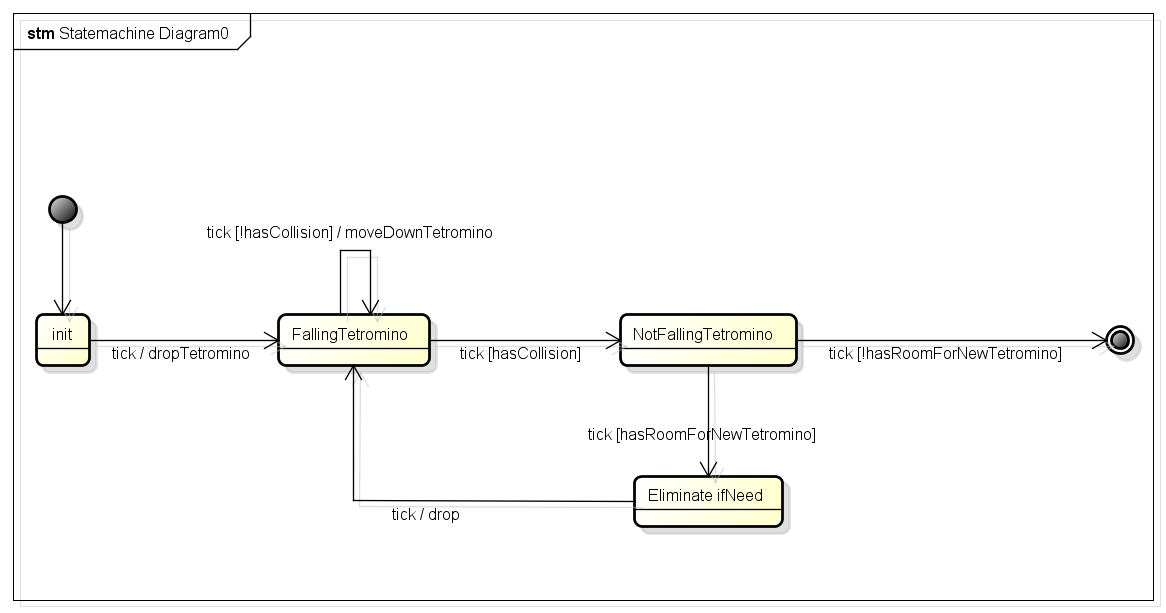 stm Statemachine Diagram0
tick [!hasCollision] / moveDownTetromino
init
FallingTetromino
NotFallingTetromino
tick / dropTetromino
tick [hasCollision]
tick [!hasRoomForNewTetromino]
tick [hasRoomForNewTetromino]
Eliminate ifNeed
tick / drop